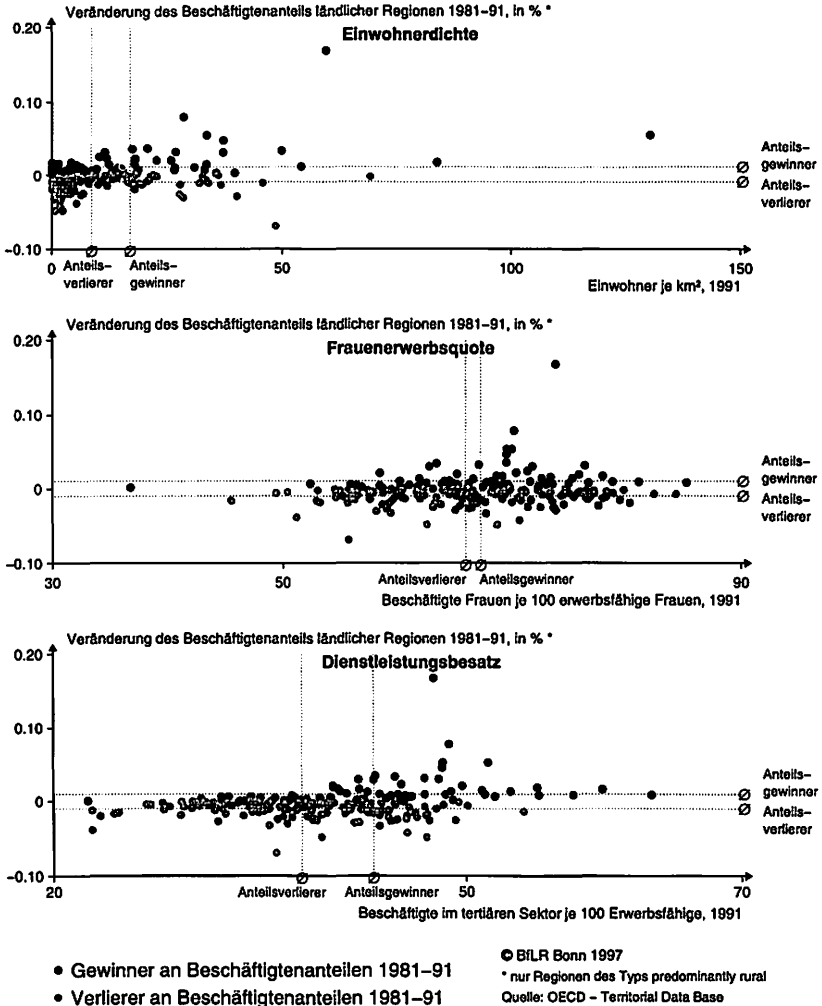 Veränderung des Beschäftigtenanteils ländlicher Regionen 1981–91, in % *
Einwohnerdichte
0.20
0.10
0
−0.10
Anteils-
gewinner
Ø
Ø
Anteils-
verlierer
0
50
100
150
Ø
Ø
Anteils-
verlierer
Anteils-
gewinner
Einwohner je km², 1991
Veränderung des Beschäftigtenanteils ländlicher Regionen 1981–91, in % *
Frauenerwerbsquote
0.20
0.10
0
−0.10
Anteils-
gewinner
Ø
Ø
Anteils-
verlierer
30
50
90
Ø
Ø
Anteilsverlierer
Anteilsgewinner
Beschäftigte Frauen je 100 erwerbsfähige Frauen, 1991
Veränderung des Beschäftigtenanteils ländlicher Regionen 1981–91, in % *
Dienstleistungsbesatz
0.20
0.10
0
−0.10
Anteils-
gewinner
Ø
Ø
Anteils-
verlierer
20
50
70
Ø
Ø
Anteilsverlierer
Anteilsgewinner
Beschäftigte im tertiären Sektor je 100 Erwerbsfähige, 1991
• Gewinner an Beschäftigtenanteilen 1981–91
• Verlierer an Beschäftigtenanteilen 1981–91
© BfLR Bonn 1997
* nur Regionen des Typs predominantly rural
Quelle: OECD – Territorial Data Base